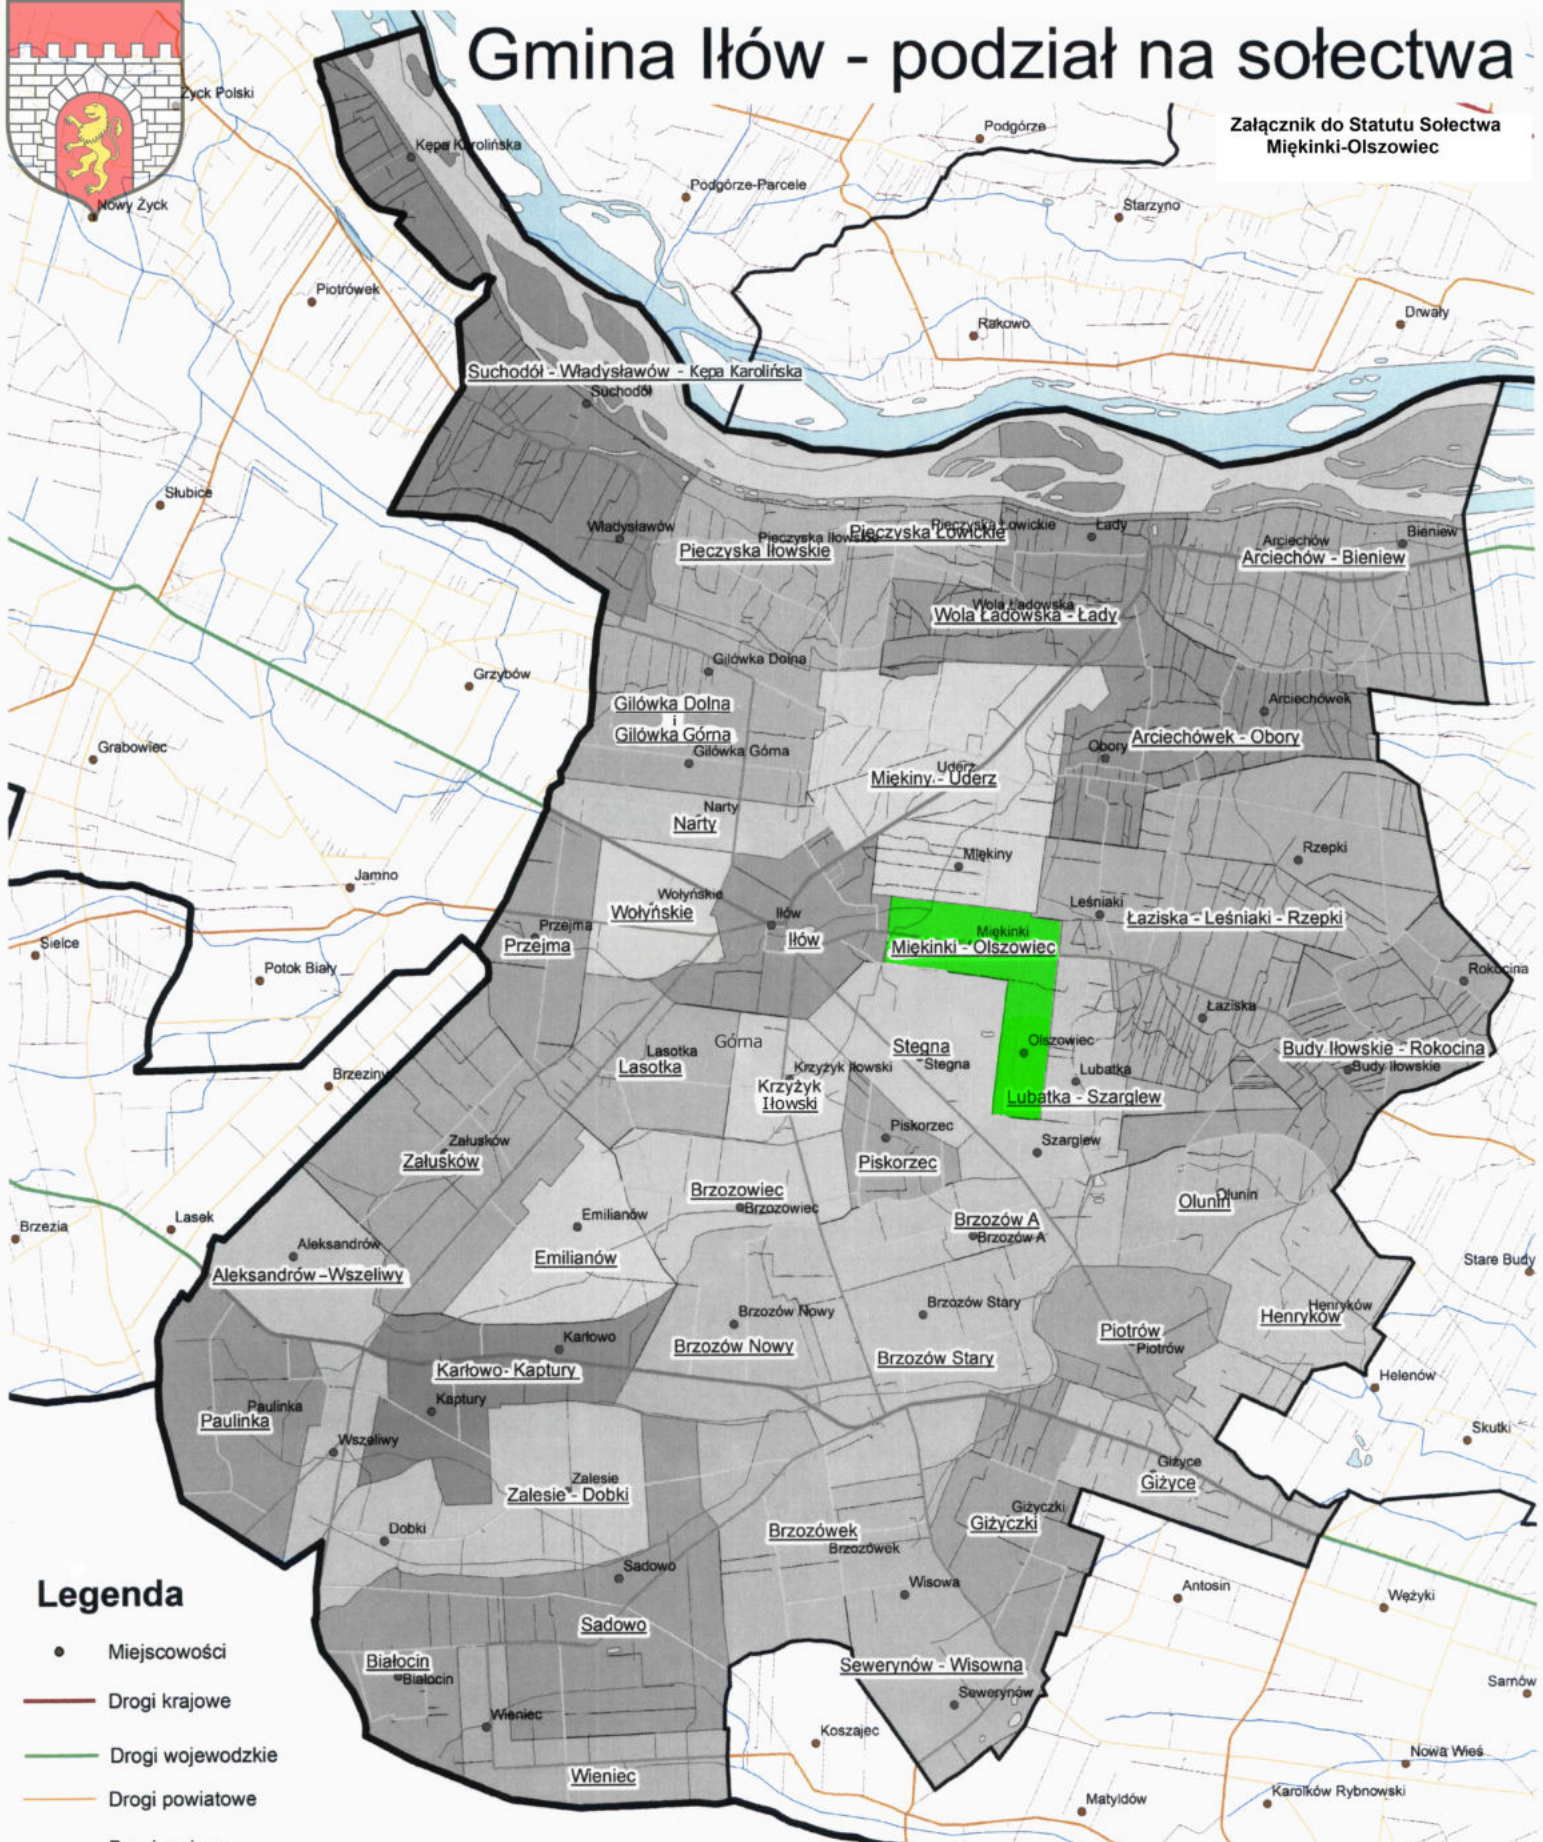 Gmina Iłów - podział na sołectwa
Załącznik do Statutu Sołectwa
Miękinki-Olszowiec
Życk Polski
Nowy Życk
Kępa Karolińska
Podgórze
Podgórze-Parcele
Starzyno
Piotrówek
Rakowo
Drwały
Suchodół - Władysławów - Kępa Karolińska
Suchodół
Słubice
Władysławów
Pieczyska Iłowskie
Pieczyska Iłowskie
Pieczyska Łowickie
Pieczyska Łowickie
Łady
Arciechów
Bieniew
Arciechów - Bieniew
Wola Ładowska
Wola Ładowska - Łady
Gilówka Dolna
Grzybów
Gilówka Dolna
i
Gilówka Górna
Gilówka Górna
Arciechówek
Arciechówek - Obory
Obory
Grabowiec
Uderz
Miękiny - Uderz
Narty
Narty
Miękiny
Rzepki
Jamno
Wołyńskie
Wołyńskie
Iłów
Iłów
Leśniaki
Łaziska - Leśniaki - Rzepki
Przejma
Przejma
Miękinki
Miękinki - Olszowiec
Sielce
Potok Biały
Rokocina
Łaziska
Górna
Lasotka
Lasotka
Stegna
Stegna
Olszowiec
Budy Iłowskie - Rokocina
Budy Iłowskie
Brzeziny
Krzyżyk Iłowski
Krzyżyk
Iłowski
Lubatka
Lubatka - Szarglew
Załusków
Załusków
Piskorzec
Piskorzec
Szarglew
Brzozowiec
Brzozowiec
Olunin
Olunin
Brzezia
Lasek
Emilianów
Emilianów
Brzozów A
Brzozów A
Aleksandrów
Aleksandrów - Wszeliwy
Stare Budy
Brzozów Nowy
Brzozów Nowy
Brzozów Stary
Brzozów Stary
Henryków
Henryków
Piotrów
Piotrów
Karłowo
Karłowo- Kaptury
Helenów
Paulinka
Paulinka
Kaptury
Wszeliwy
Skutki
Giżyce
Giżyce
Zalesie
Zalesie - Dobki
Dobki
Giżyczki
Giżyczki
Brzozówek
Brzozówek
Sadowo
Sadowo
Wisowa
Antosin
Wężyki
Białocin
Białocin
Sewerynów - Wisowna
Sewerynów
Sarnów
Wieniec
Wieniec
Koszajec
Nowa Wieś
Matyldów
Karolków Rybnowski
Legenda
Miejscowości
Drogi krajowe
Drogi wojewodzkie
Drogi powiatowe